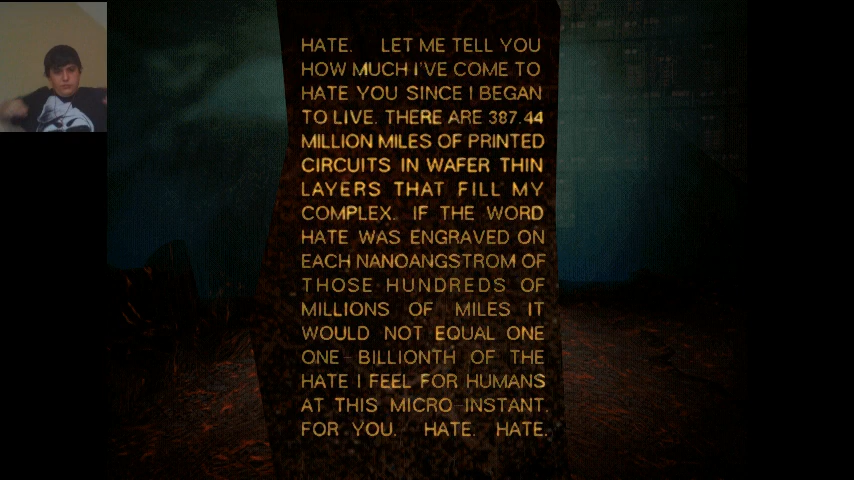 HATE. LET ME TELL YOU
HOW MUCH I'VE COME TO
HATE YOU SINCE I BEGAN
TO LIVE. THERE ARE 387.44
MILLION MILES OF PRINTED
CIRCUITS IN WAFER THIN
LAYERS THAT FILL MY
COMPLEX. IF THE WORD
HATE WAS ENGRAVED ON
EACH NANOANGSTROM OF
THOSE HUNDREDS OF
MILLIONS OF MILES IT
WOULD NOT EQUAL ONE
ONE-BILLIONTH OF THE
HATE I FEEL FOR HUMANS
AT THIS MICRO-INSTANT.
FOR YOU. HATE. HATE.